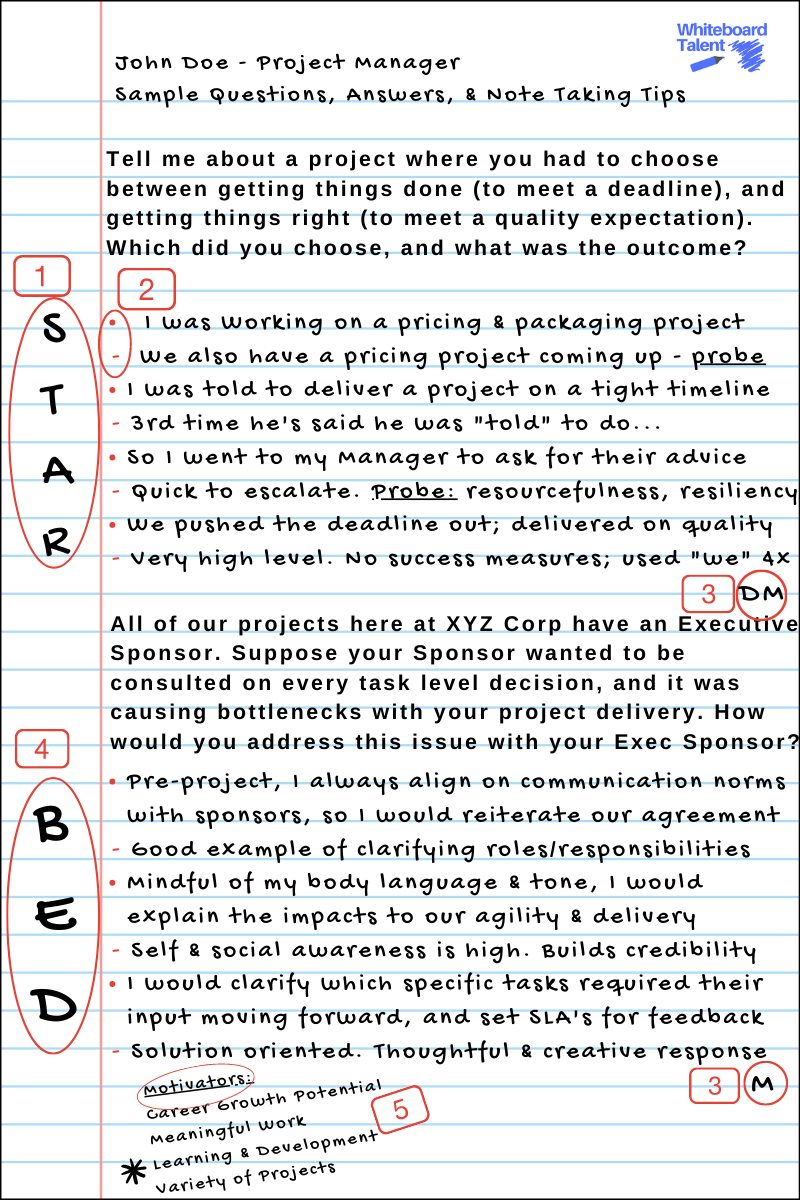 Whiteboard
Talent
John Doe - Project Manager
Sample Questions, Answers, & Note Taking Tips
Tell me about a project where you had to choose
between getting things done (to meet a deadline), and
getting things right (to meet a quality expectation).
Which did you choose, and what was the outcome?
1
2
S
T
A
R
• I was working on a pricing & packaging project
- We also have a pricing project coming up - probe
• I was told to deliver a project on a tight timeline
- 3rd time he's said he was "told" to do...
• So I went to my Manager to ask for their advice
- Quick to escalate. Probe: resourcefulness, resiliency
• We pushed the deadline out; delivered on quality
- Very high level. No success measures; used "we" 4x
3 DM
All of our projects here at XYZ Corp have an Executive
Sponsor. Suppose your Sponsor wanted to be
consulted on every task level decision, and it was
causing bottlenecks with your project delivery. How
would you address this issue with your Exec Sponsor?
4
B
E
D
• Pre-project, I always align on communication norms
with sponsors, so I would reiterate our agreement
- Good example of clarifying roles/responsibilities
• Mindful of my body language & tone, I would
explain the impacts to our agility & delivery
- Self & social awareness is high. Builds credibility
• I would clarify which specific tasks required their
input moving forward, and set SLA's for feedback
- Solution oriented. Thoughtful & creative response
3 M
Motivators:
Career Growth Potential
5
Meaningful Work
* Learning & Development
Variety of Projects